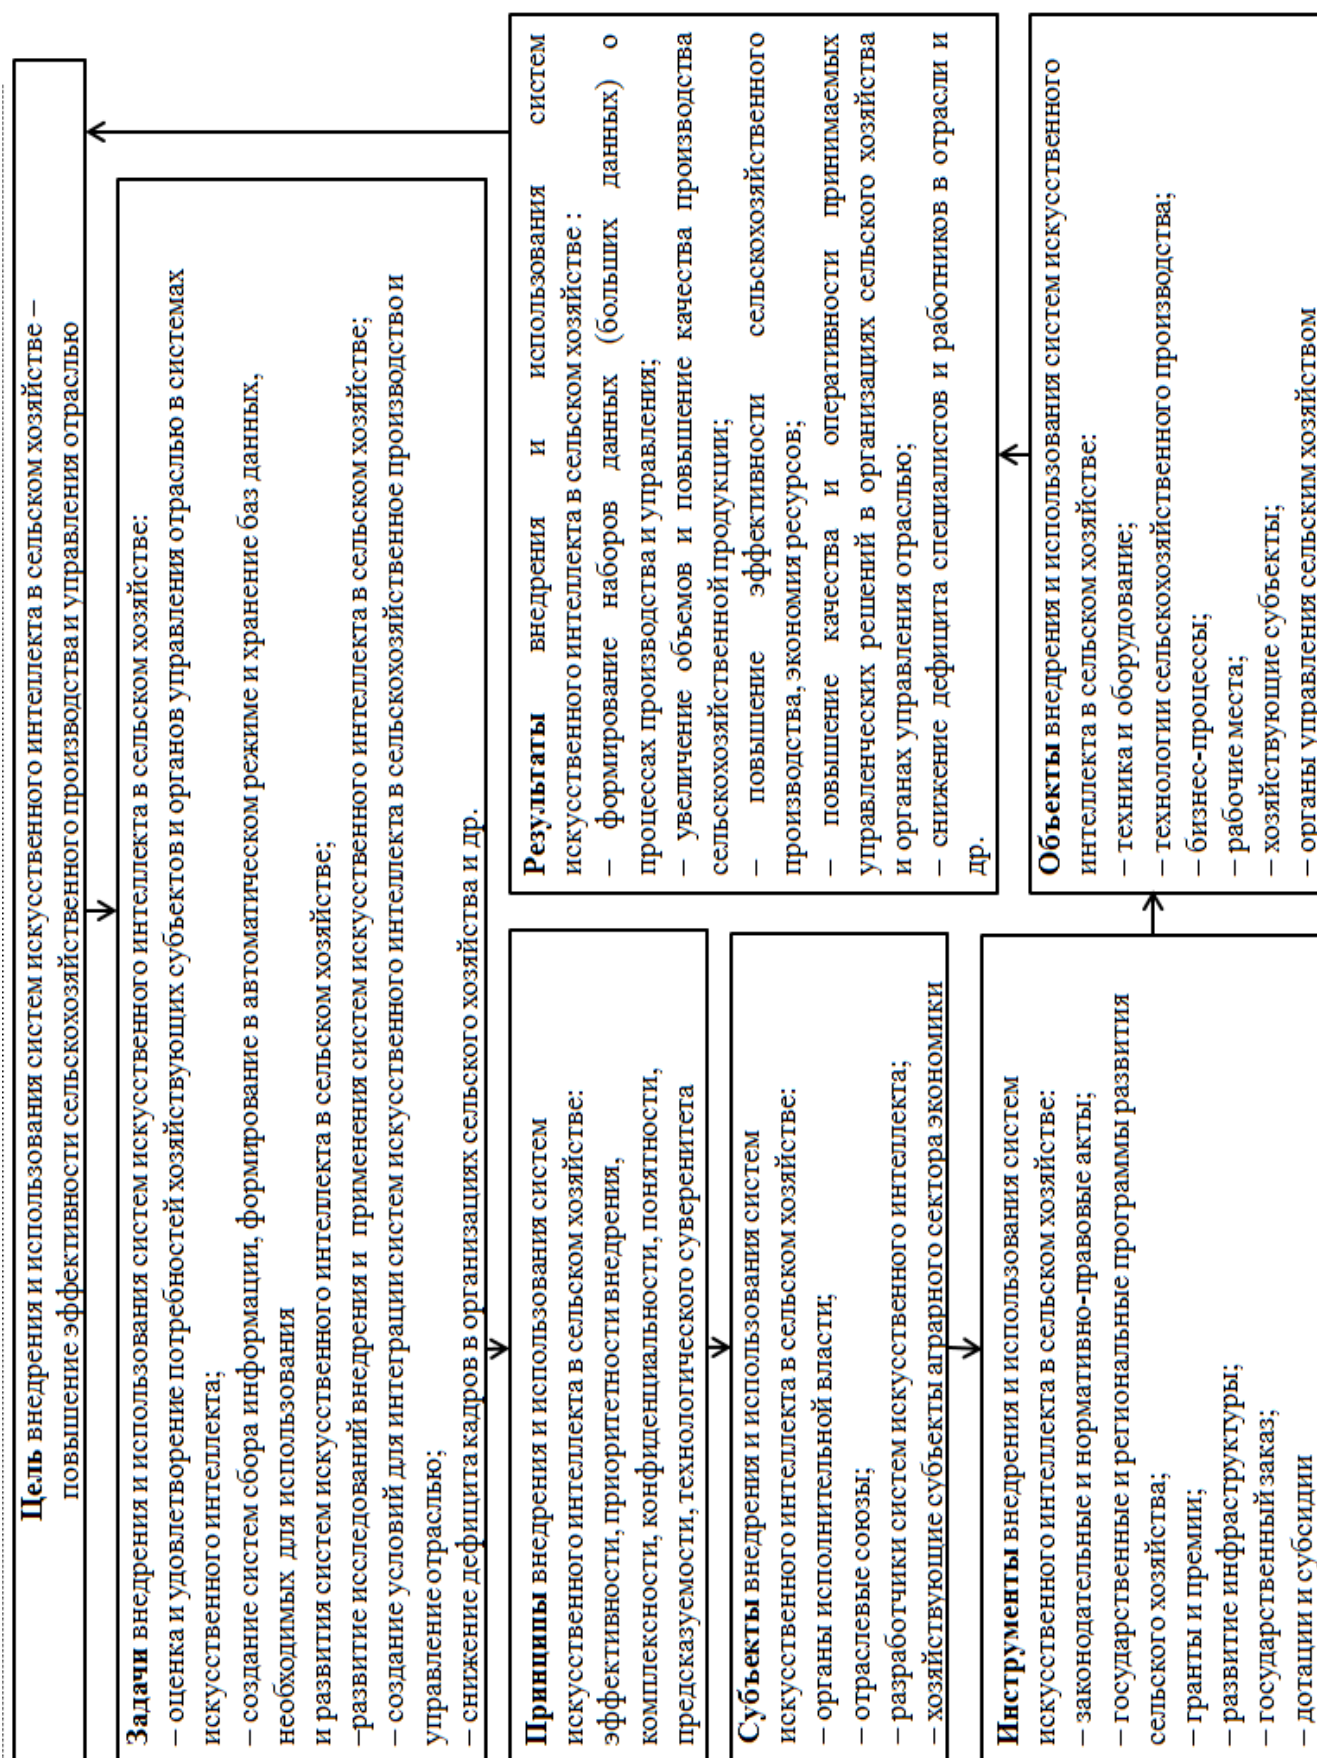 Цель внедрения и использования систем искусственного интеллекта в сельском хозяйстве –
повышение эффективности сельскохозяйственного производства и управления отраслью
Задачи внедрения и использования систем искусственного интеллекта в сельском хозяйстве:
– оценка и удовлетворение потребностей хозяйствующих субъектов и органов управления отраслью в системах
искусственного интеллекта;
– создание систем сбора информации, формирование в автоматическом режиме и хранение баз данных,
необходимых для использования
и развития систем искусственного интеллекта в сельском хозяйстве;
–развитие исследований внедрения и применения систем искусственного интеллекта в сельском хозяйстве;
– создание условий для интеграции систем искусственного интеллекта в сельскохозяйственное производство и
управление отраслью;
– снижение дефицита кадров в организациях сельского хозяйства и др.
Принципы внедрения и использования систем
искусственного интеллекта в сельском хозяйстве:
эффективности, приоритетности внедрения,
комплексности, конфиденциальности, понятности,
предсказуемости, технологического суверенитета
Субъекты внедрения и использования систем
искусственного интеллекта в сельском хозяйстве:
– органы исполнительной власти;
– отраслевые союзы;
– разработчики систем искусственного интеллекта;
– хозяйствующие субъекты аграрного сектора экономики
Инструменты внедрения и использования систем
искусственного интеллекта в сельском хозяйстве:
– законодательные и нормативно-правовые акты;
– государственные и региональные программы развития
сельского хозяйства;
– гранты и премии;
– развитие инфраструктуры;
– государственный заказ;
– дотации и субсидии
Результаты внедрения и использования систем
искусственного интеллекта в сельском хозяйстве :
– формирование наборов данных (больших данных) о
процессах производства и управления;
– увеличение объемов и повышение качества производства
сельскохозяйственной продукции;
– повышение эффективности сельскохозяйственного
производства, экономия ресурсов;
– повышение качества и оперативности принимаемых
управленческих решений в организациях сельского хозяйства
и органах управления отраслью;
– снижение дефицита специалистов и работников в отрасли и
др.
Объекты внедрения и использования систем искусственного
интеллекта в сельском хозяйстве:
– техника и оборудование;
– технологии сельскохозяйственного производства;
– бизнес-процессы;
– рабочие места;
– хозяйствующие субъекты;
– органы управления сельским хозяйством